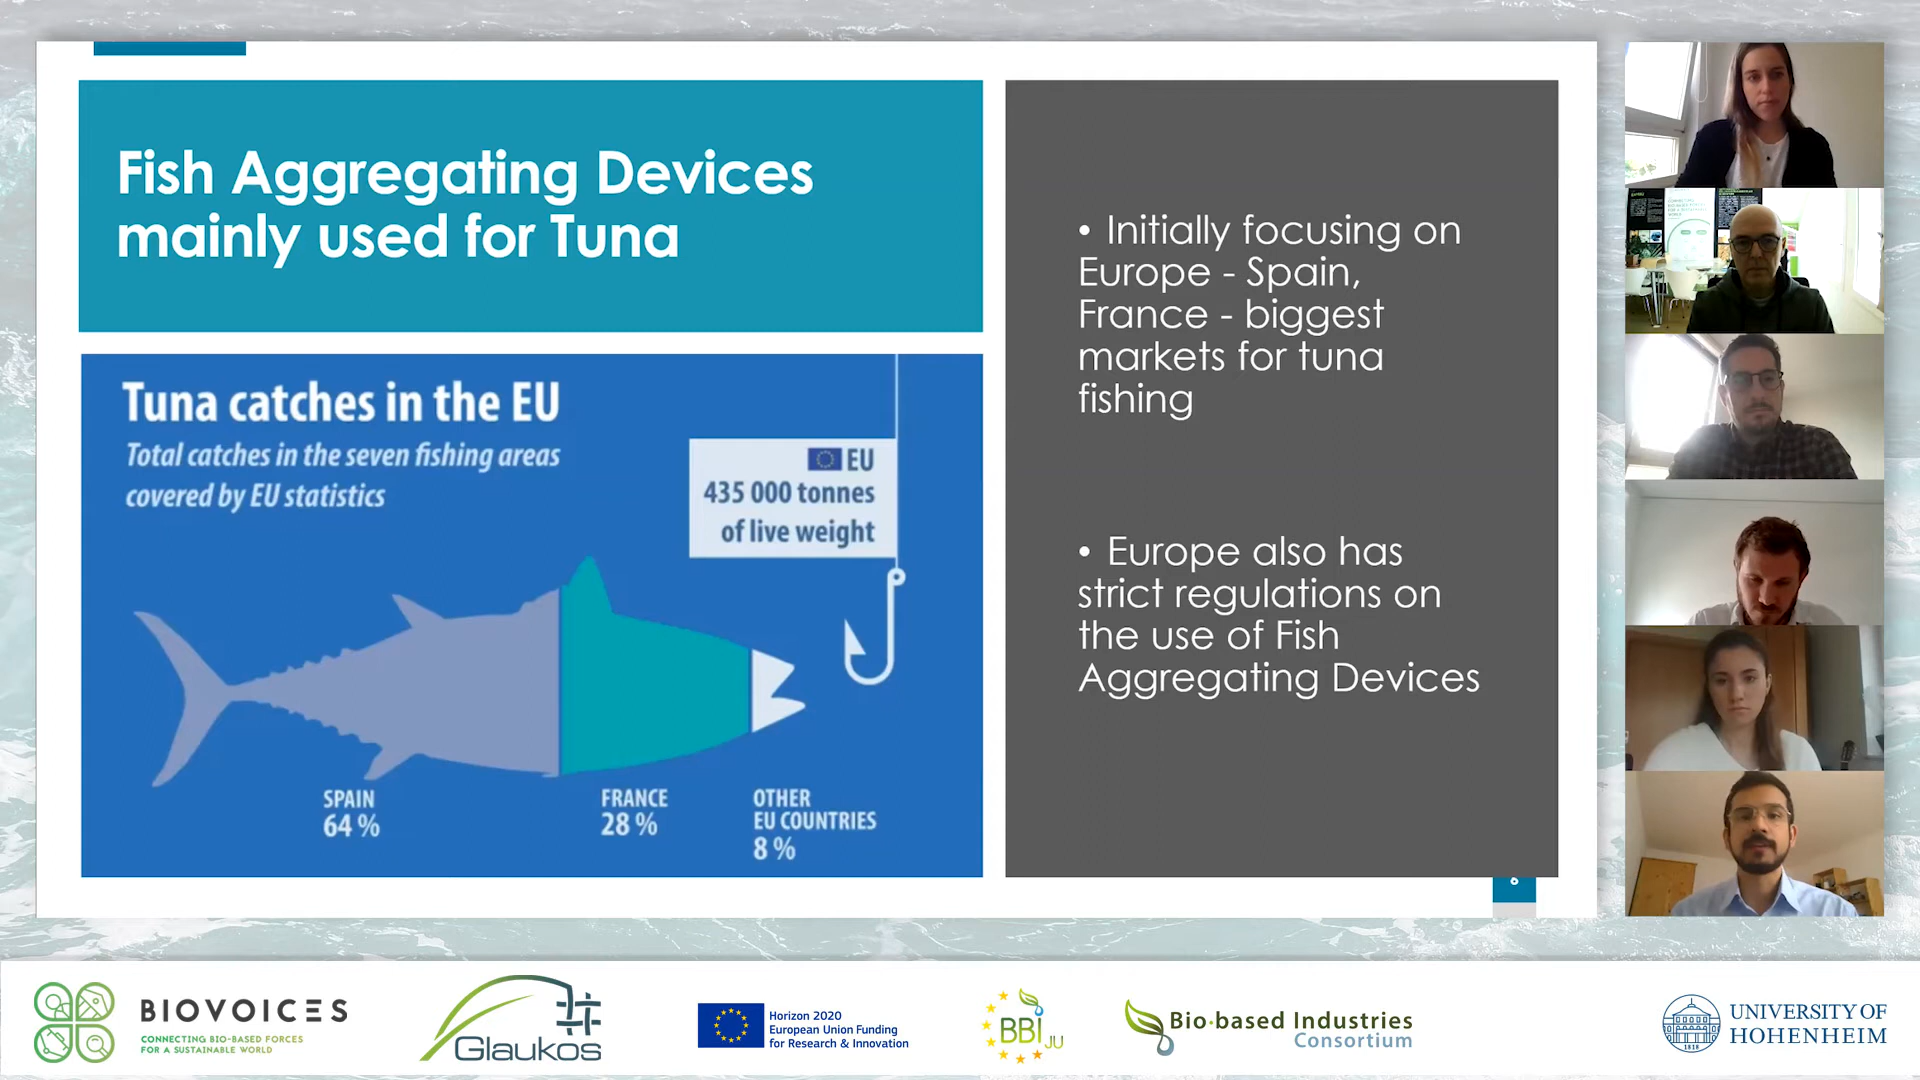 Fish Aggregating Devices
mainly used for Tuna
Tuna catches in the EU
Total catches in the seven fishing areas
covered by EU statistics
EU
435 000 tonnes
of live weight
SPAIN
64 %
FRANCE
28 %
OTHER
EU COUNTRIES
8 %
• Initially focusing on
Europe - Spain,
France - biggest
markets for tuna
fishing
• Europe also has
strict regulations on
the use of Fish
Aggregating Devices
BIOVOICES
CONNECTING BIO-BASED FORCES
FOR A SUSTAINABLE WORLD
Glaukos
Horizon 2020
European Union Funding
for Research & Innovation
BBI JU
Bio-based Industries
Consortium
1818
UNIVERSITY OF
HOHENHEIM